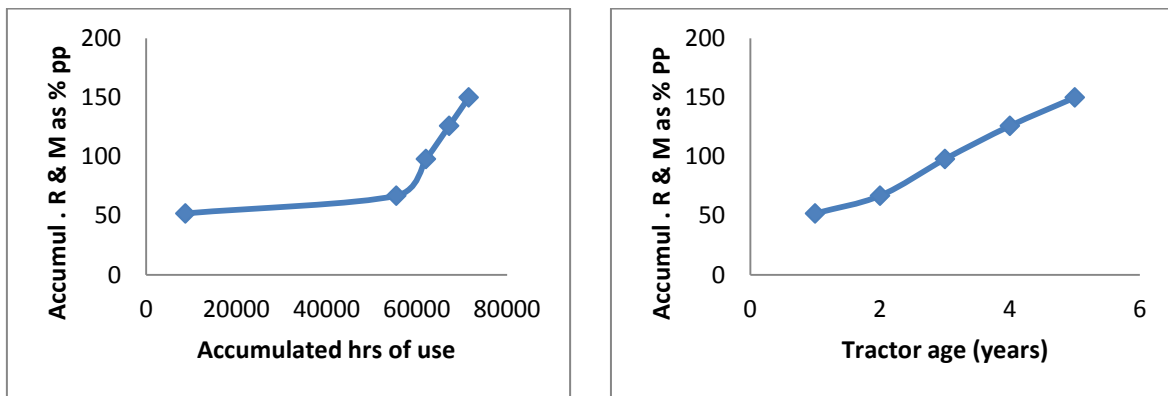 Accumul . R & M as % pp
200
150
100
50
0
0 20000 40000 60000 80000
Accumulated hrs of use
Accumul . R & M as % PP
200
150
100
50
0
0 2 4 6
Tractor age (years)